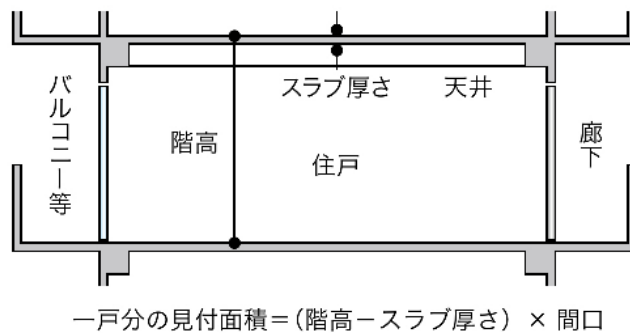 スラブ厚さ
天井
バルコニー等
階高
住戸
廊下
一戸分の見付面積=(階高-スラブ厚さ) × 間口